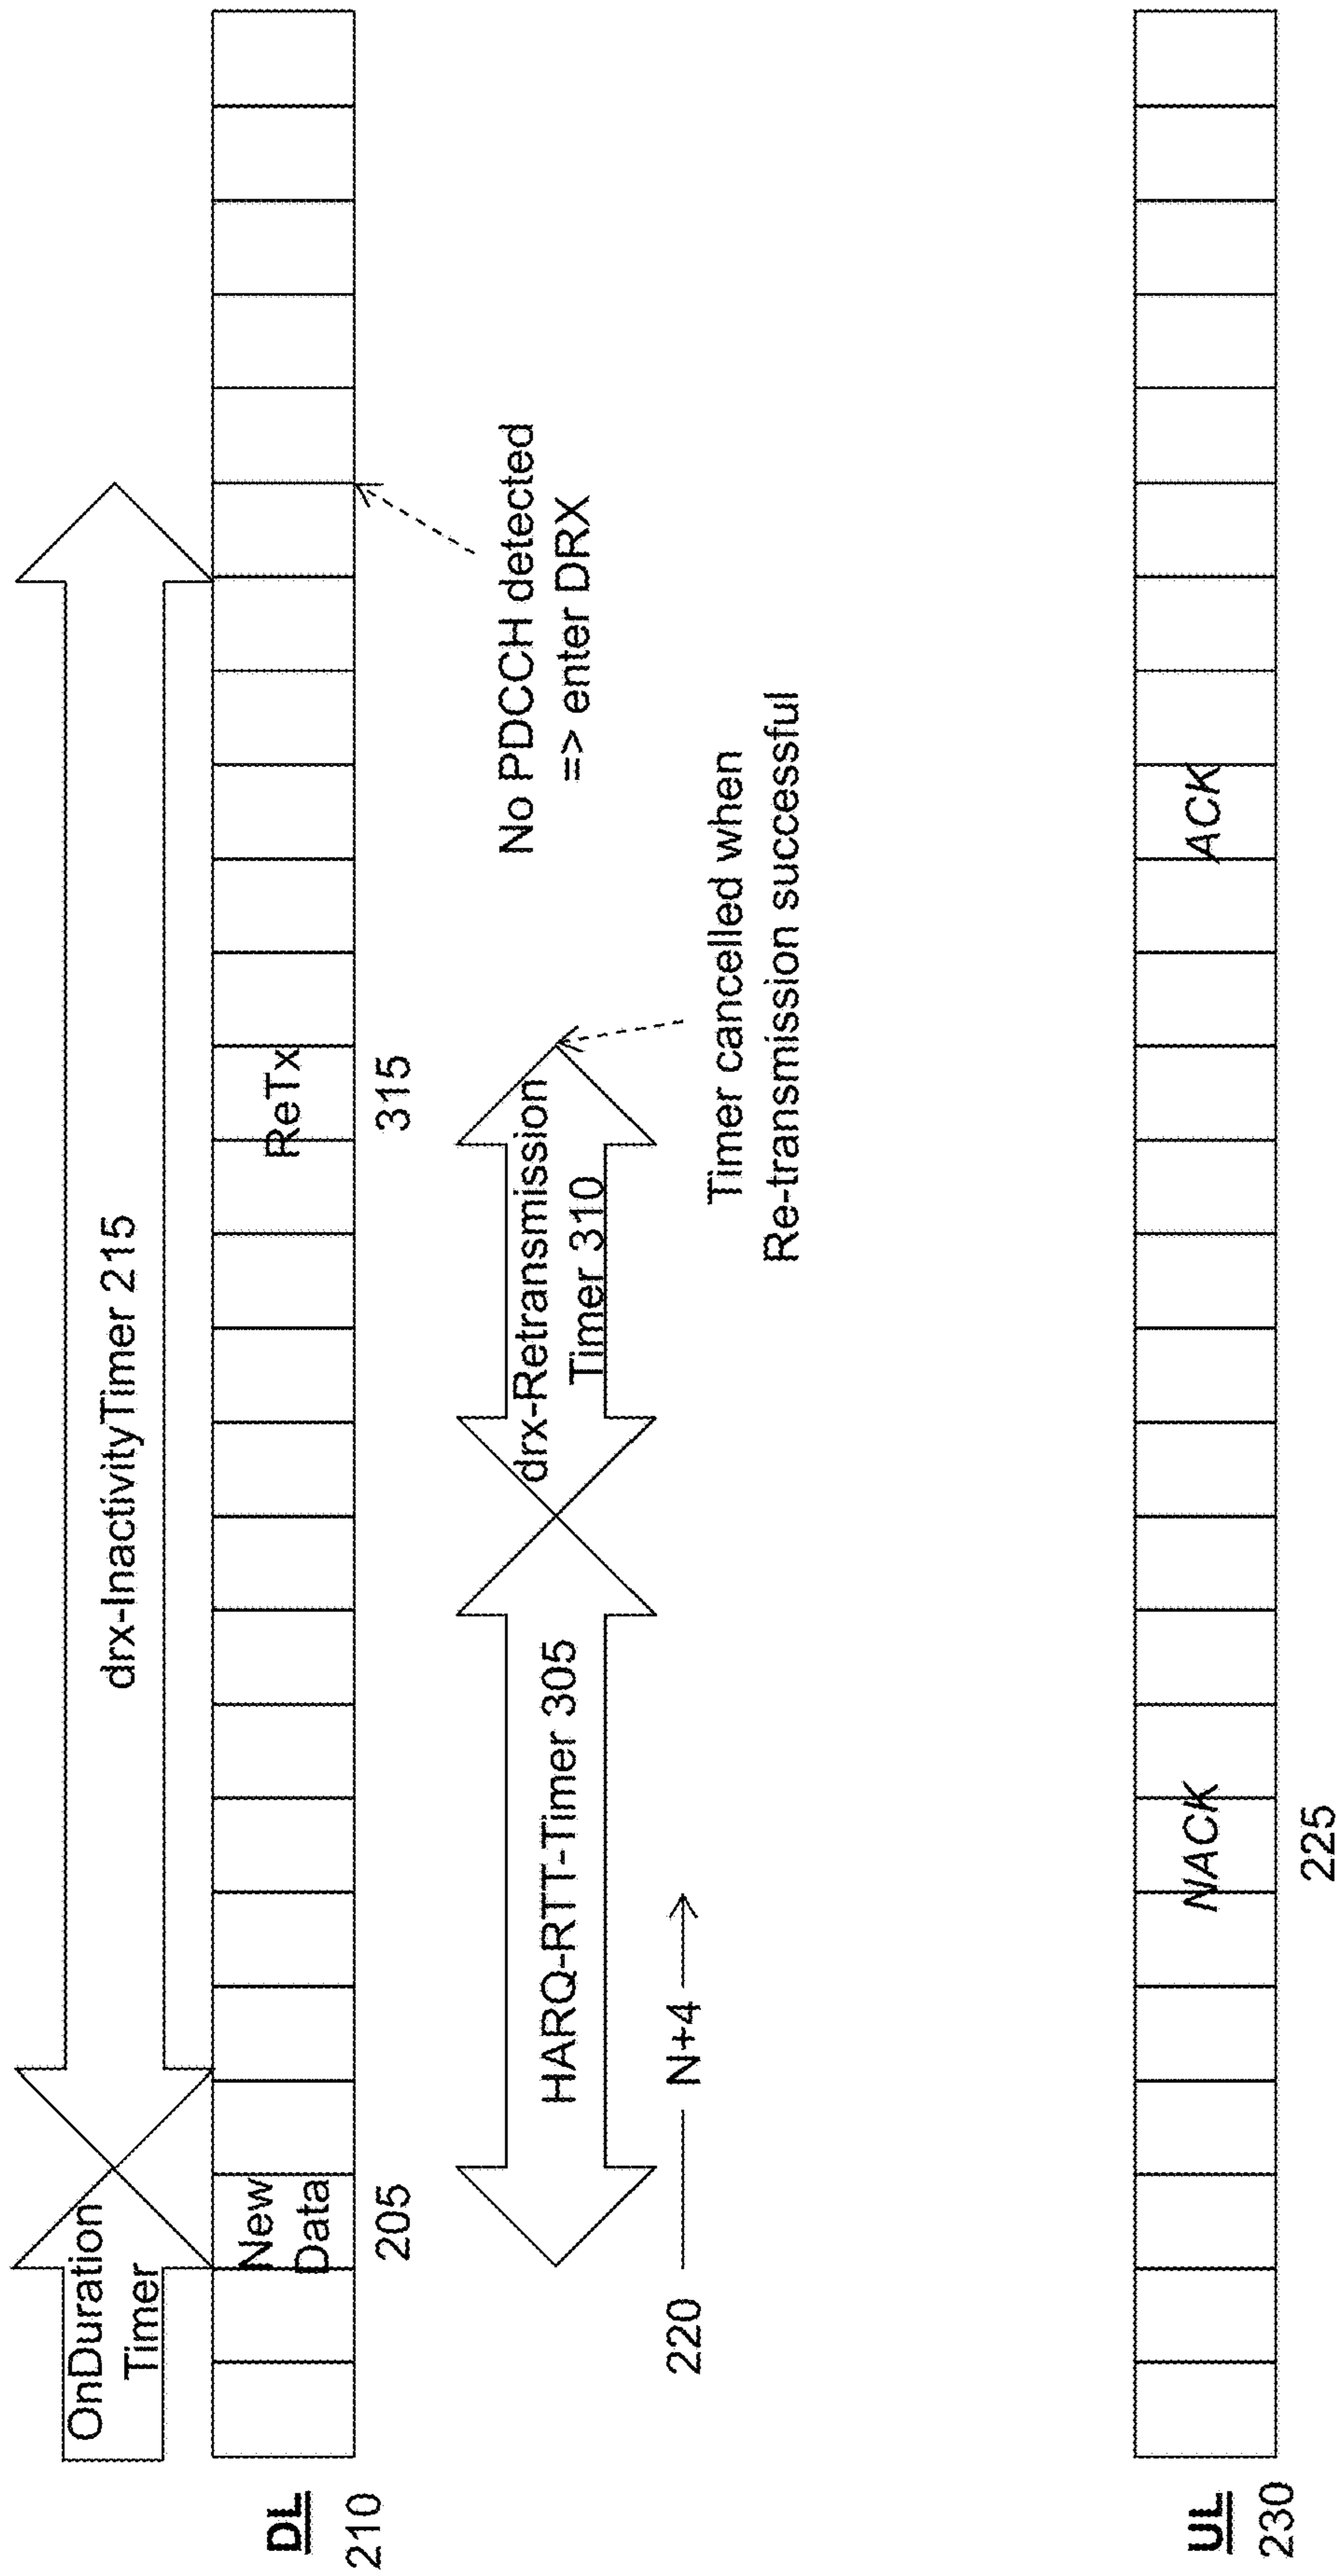 OnDuration
Timer
drx-InactivityTimer 215
DL
210
New
Data
205
ReTx
315
No PDCCH detected
=> enter DRX
HARQ-RTT-Timer 305
drx-Retransmission
Timer 310
220
N+4
Timer cancelled when
Re-transmission successful
UL
230
NACK
225
ACK